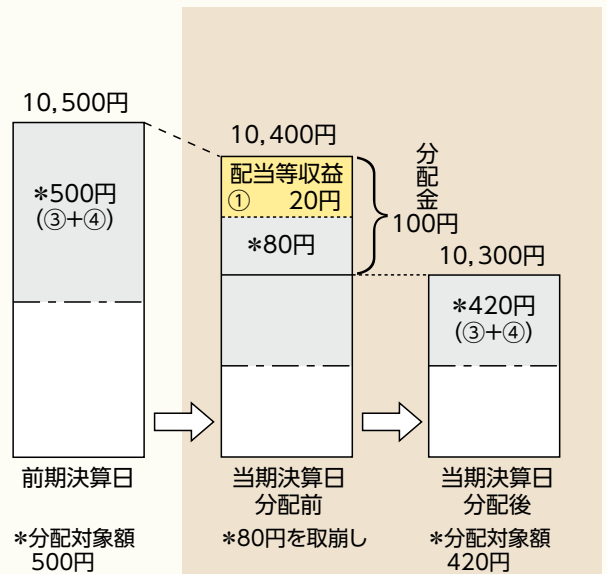 10,500円
*500円
(③+④)
前期決算日
*分配対象額
500円
10,400円
配当等収益
① 20円
*80円
分配金
100円
当期決算日
分配前
*80円を取崩し
10,300円
*420円
(③+④)
当期決算日
分配後
*分配対象額
420円